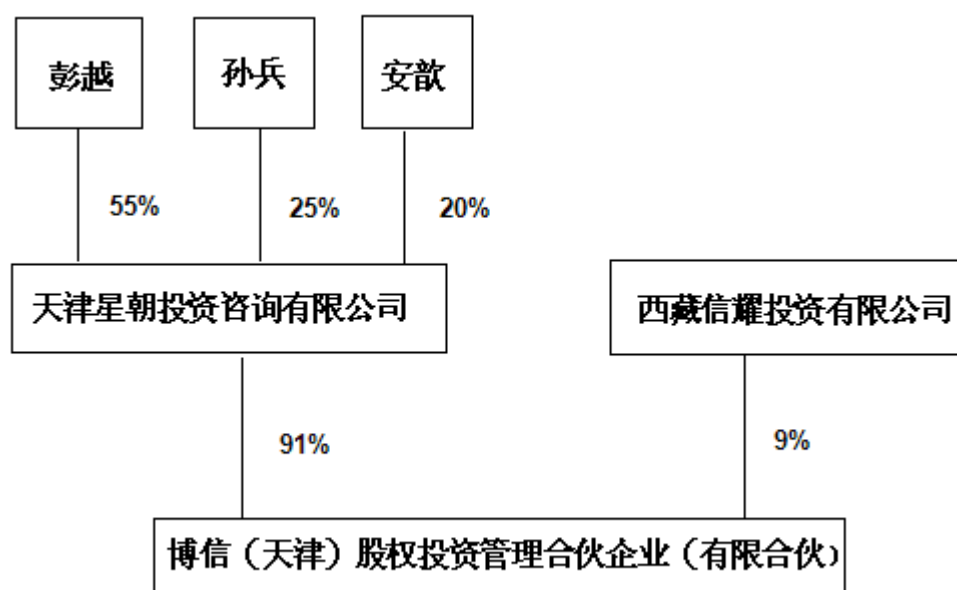 彭越
孙兵
安歆
55%
25%
20%
天津星朝投资咨询有限公司
西藏信耀投资有限公司
91%
9%
博信（天津）股权投资管理合伙企业（有限合伙）